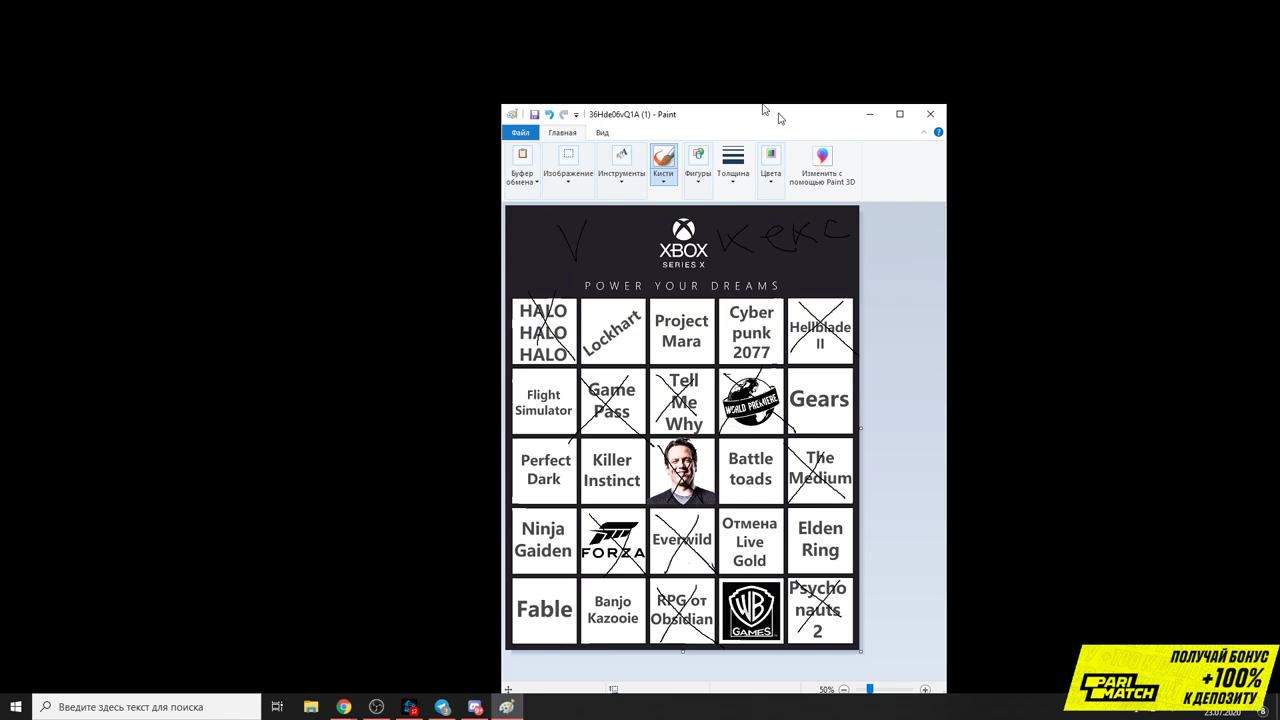 36Hde06vQ1A (1) - Paint
Файл Главная Вид
Буфер обмена
Изображение
Инструменты
Кисти
Фигуры
Толщина
Цвета
Изменить с помощью Paint 3D
V кекс
XBOX
SERIES X
POWER YOUR DREAMS
HALO HALO HALO
Lockhart
Project Mara
Cyber punk 2077
Hellblade II
Flight Simulator
Game Pass
Tell Me Why
WORLD PREMIERE
Gears
Perfect Dark
Killer Instinct
Battle toads
The Medium
Ninja Gaiden
FORZA
Everwild
Отмена Live Gold
Elden Ring
Fable
Banjo Kazooie
RPG от Obsidian
WB GAMES
Psycho nauts 2
50%
Введите здесь текст для поиска
PARI MATCH
ПОЛУЧАЙ БОНУС
+100%
К ДЕПОЗИТУ
23.07.2020